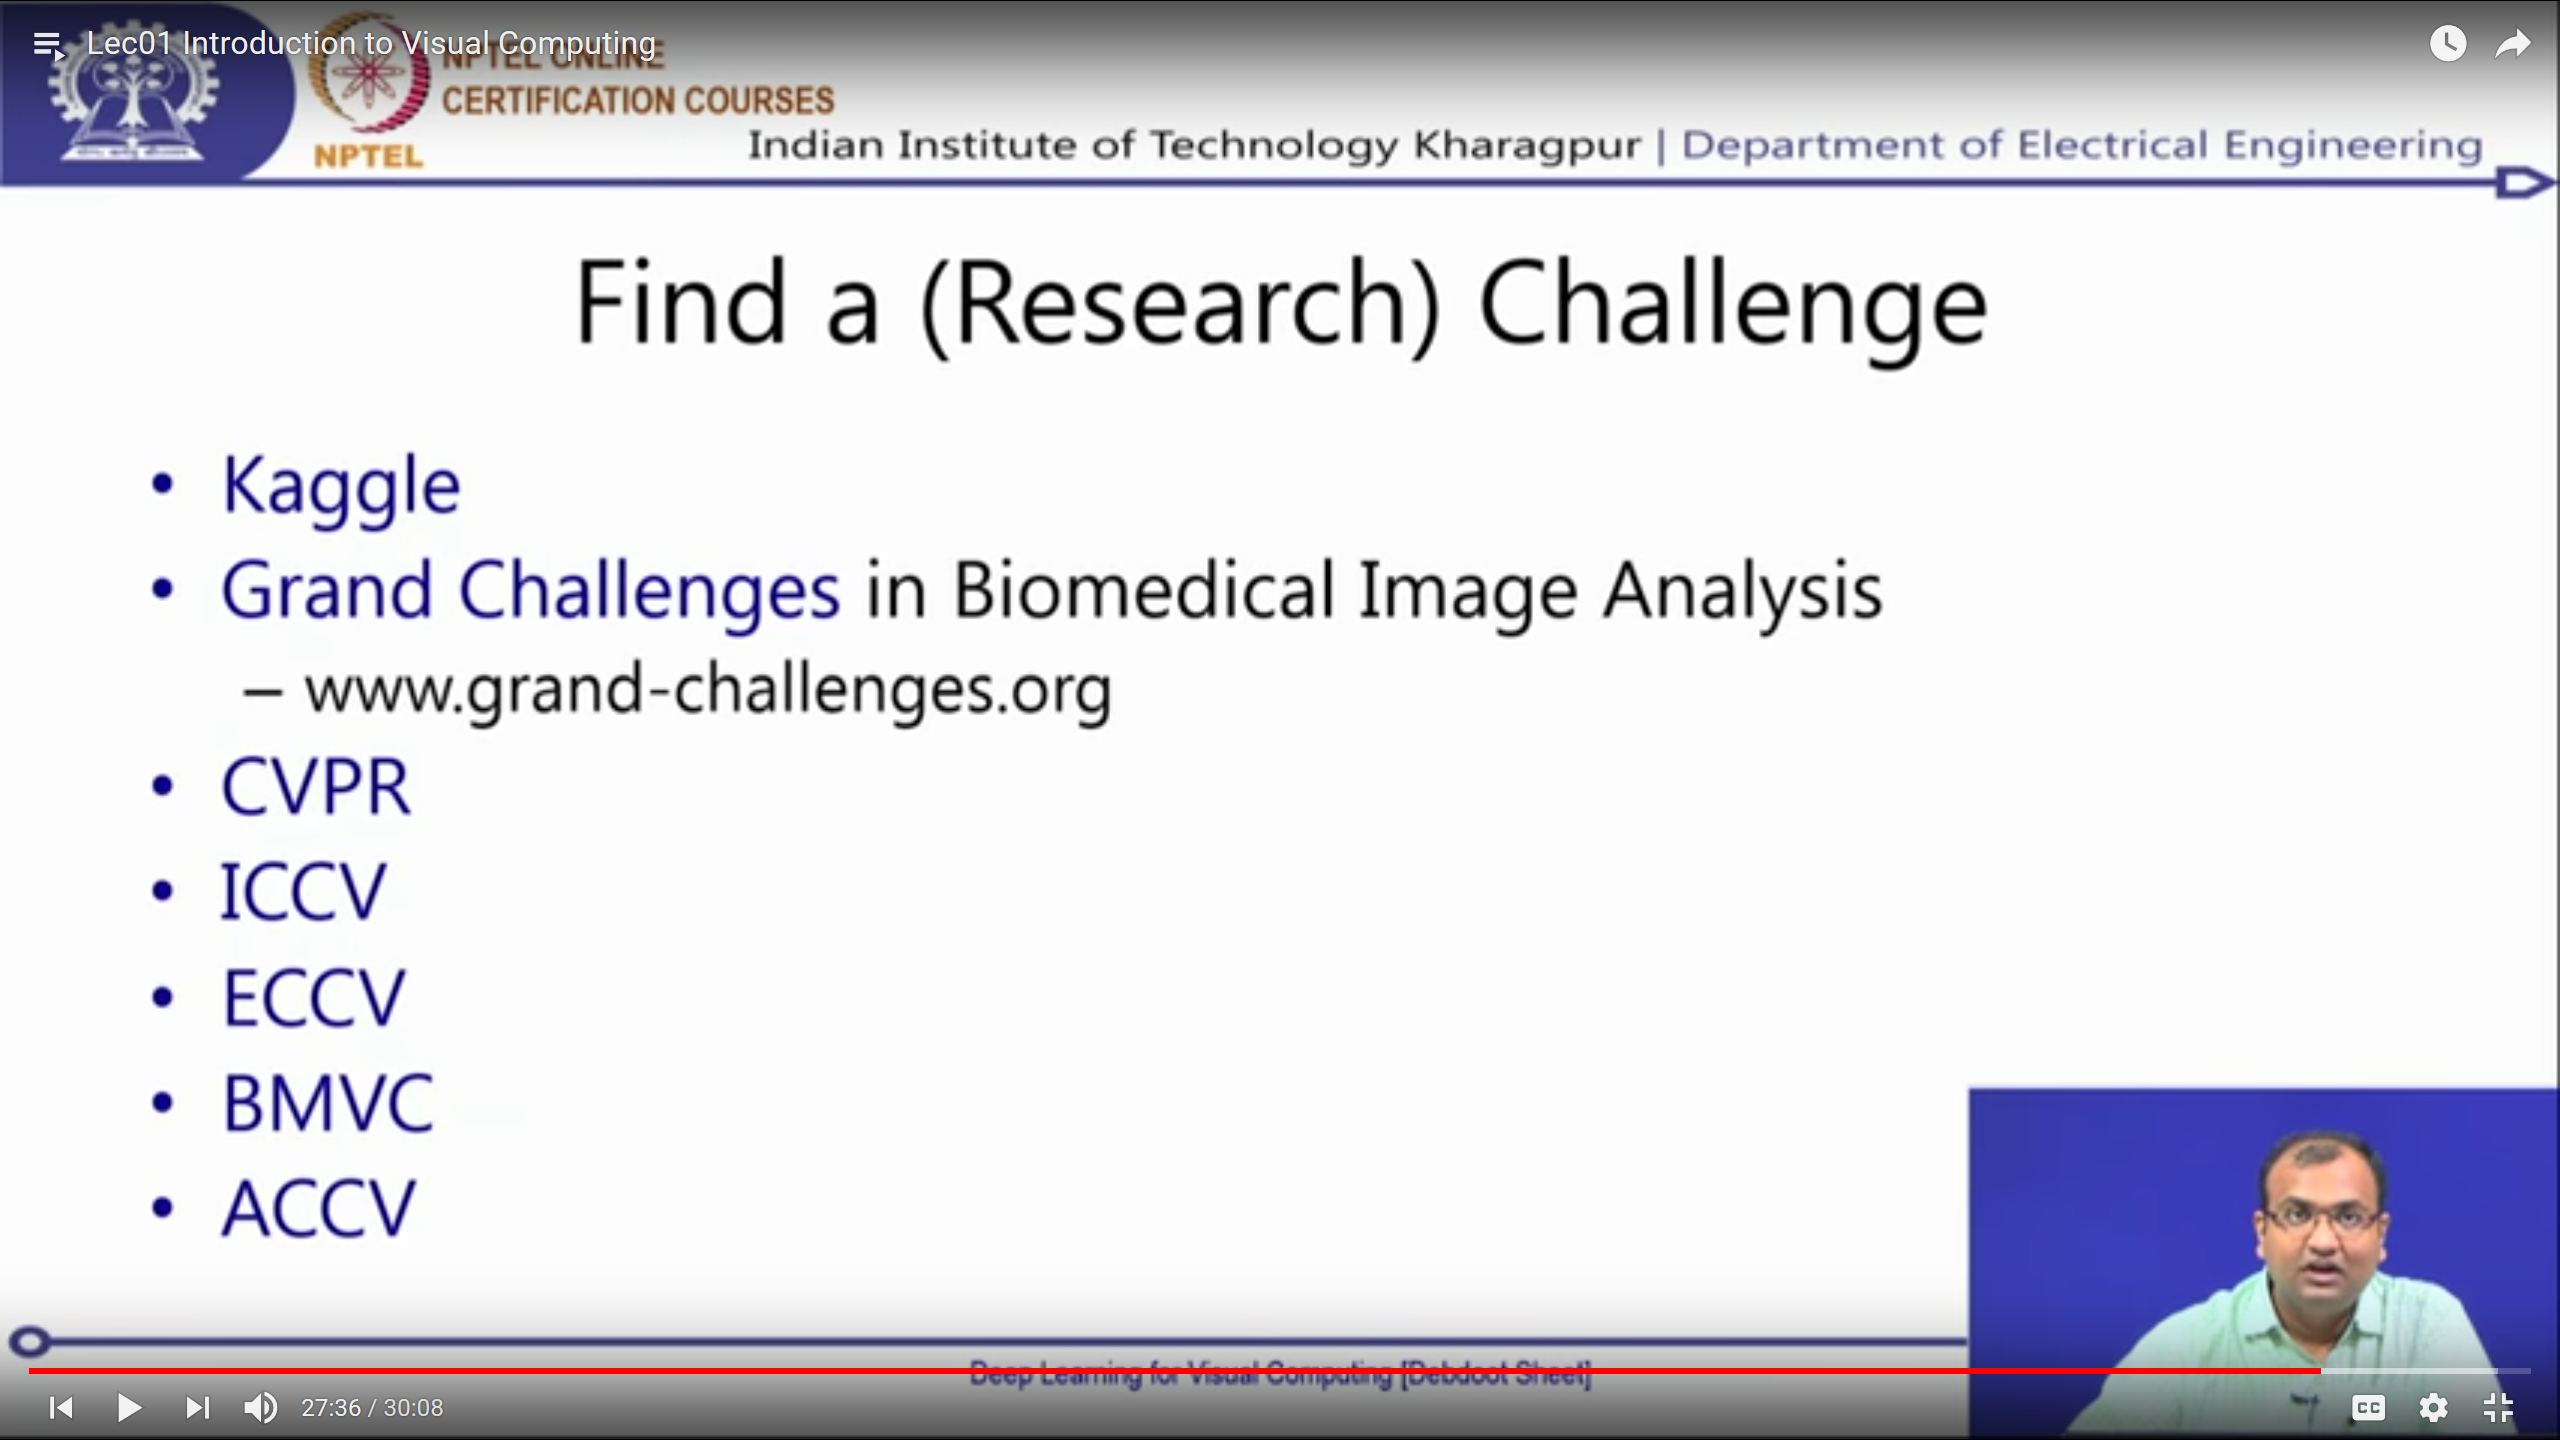 Lec01 Introduction to Visual Computing
NPTEL ONLINE
CERTIFICATION COURSES
NPTEL
Indian Institute of Technology Kharagpur | Department of Electrical Engineering
Find a (Research) Challenge
• Kaggle
• Grand Challenges in Biomedical Image Analysis
– www.grand-challenges.org
• CVPR
• ICCV
• ECCV
• BMVC
• ACCV
Deep Learning for Visual Computing [Debdoot Sheet]
27:36 / 30:08
CC